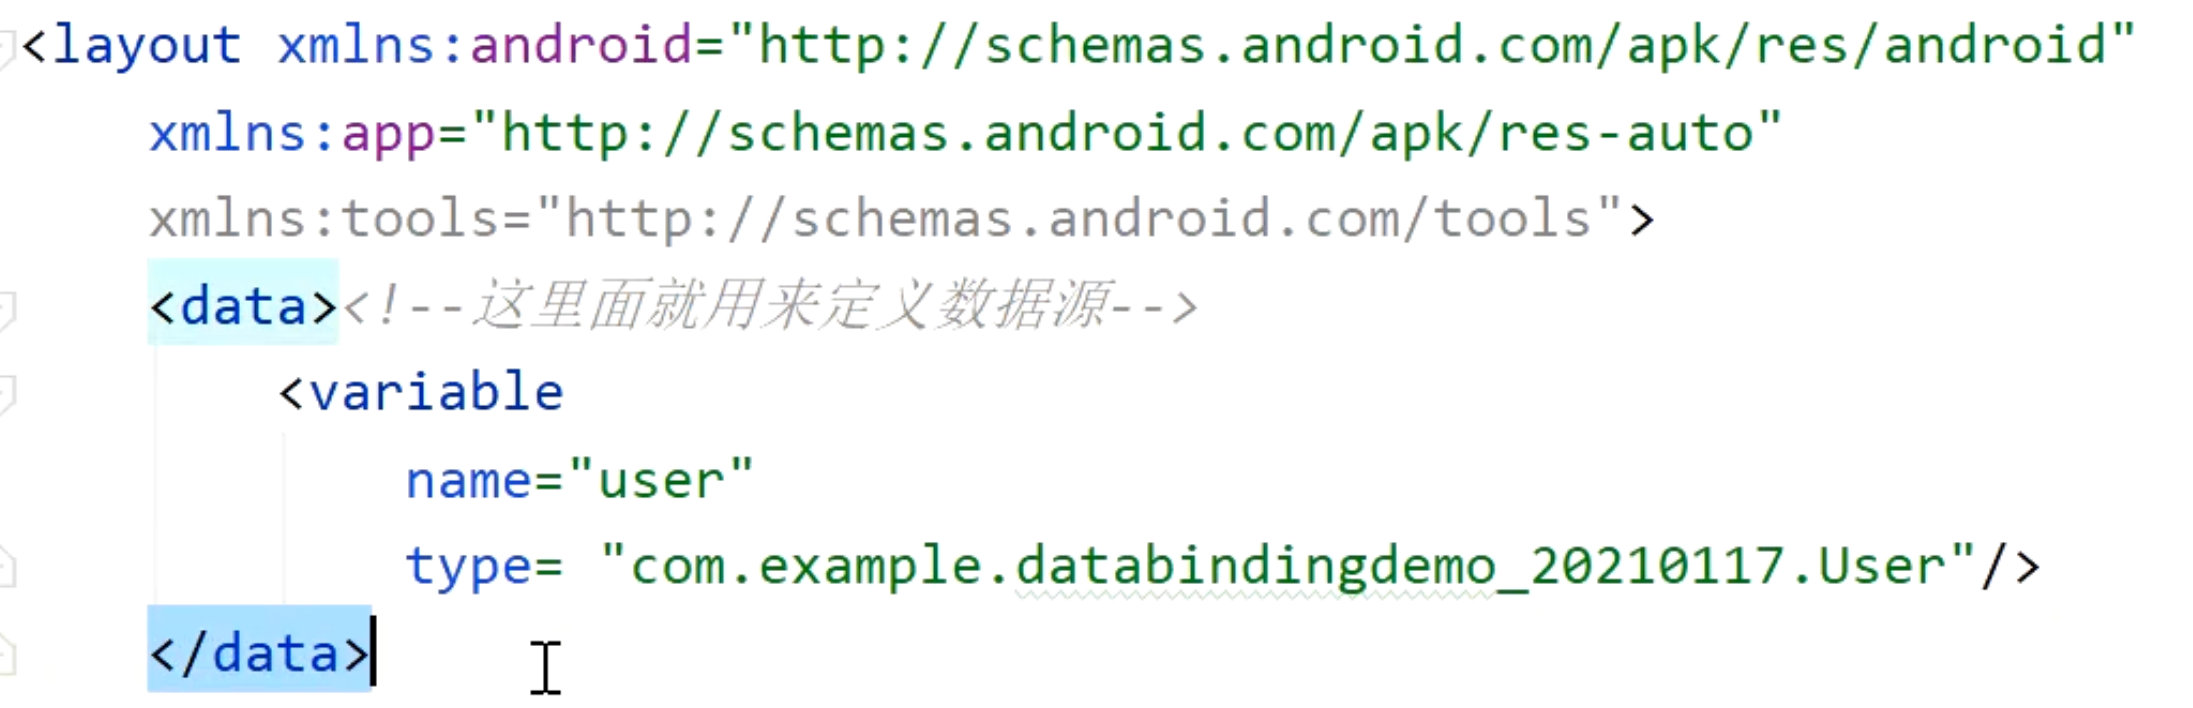 <layout xmlns:android="http://schemas.android.com/apk/res/android"
xmlns:app="http://schemas.android.com/apk/res-auto"
xmlns:tools="http://schemas.android.com/tools">
<data><!--这里面就用来定义数据源-->
<variable
name="user"
type= "com.example.databindingdemo_20210117.User"/>
</data>